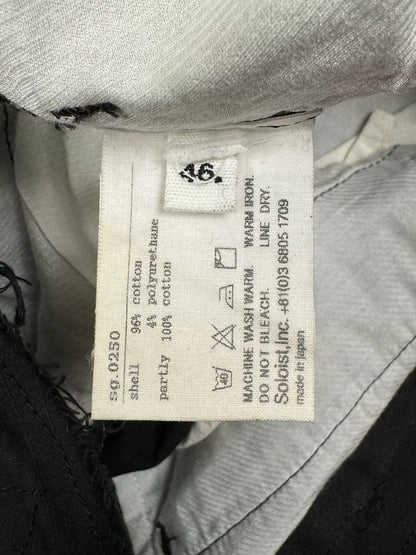 46.
sg.0250
shell 96% cotton
4% polyurethane
partly 100% cotton
40
MACHINE WASH WARM. WARM IRON.
DO NOT BLEACH. LINE DRY.
Soloist,Inc. +81(0)3 6805 1709
made in japan